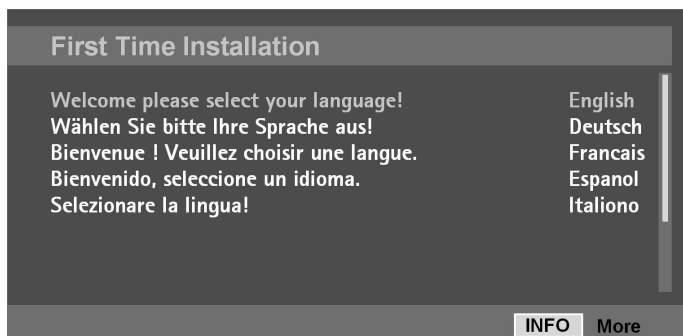 First Time Installation
Welcome please select your language! English
Wählen Sie bitte Ihre Sprache aus! Deutsch
Bienvenue ! Veuillez choisir une langue. Francais
Bienvenido, seleccione un idioma. Espanol
Selezionare la lingua! Italiono
INFO More